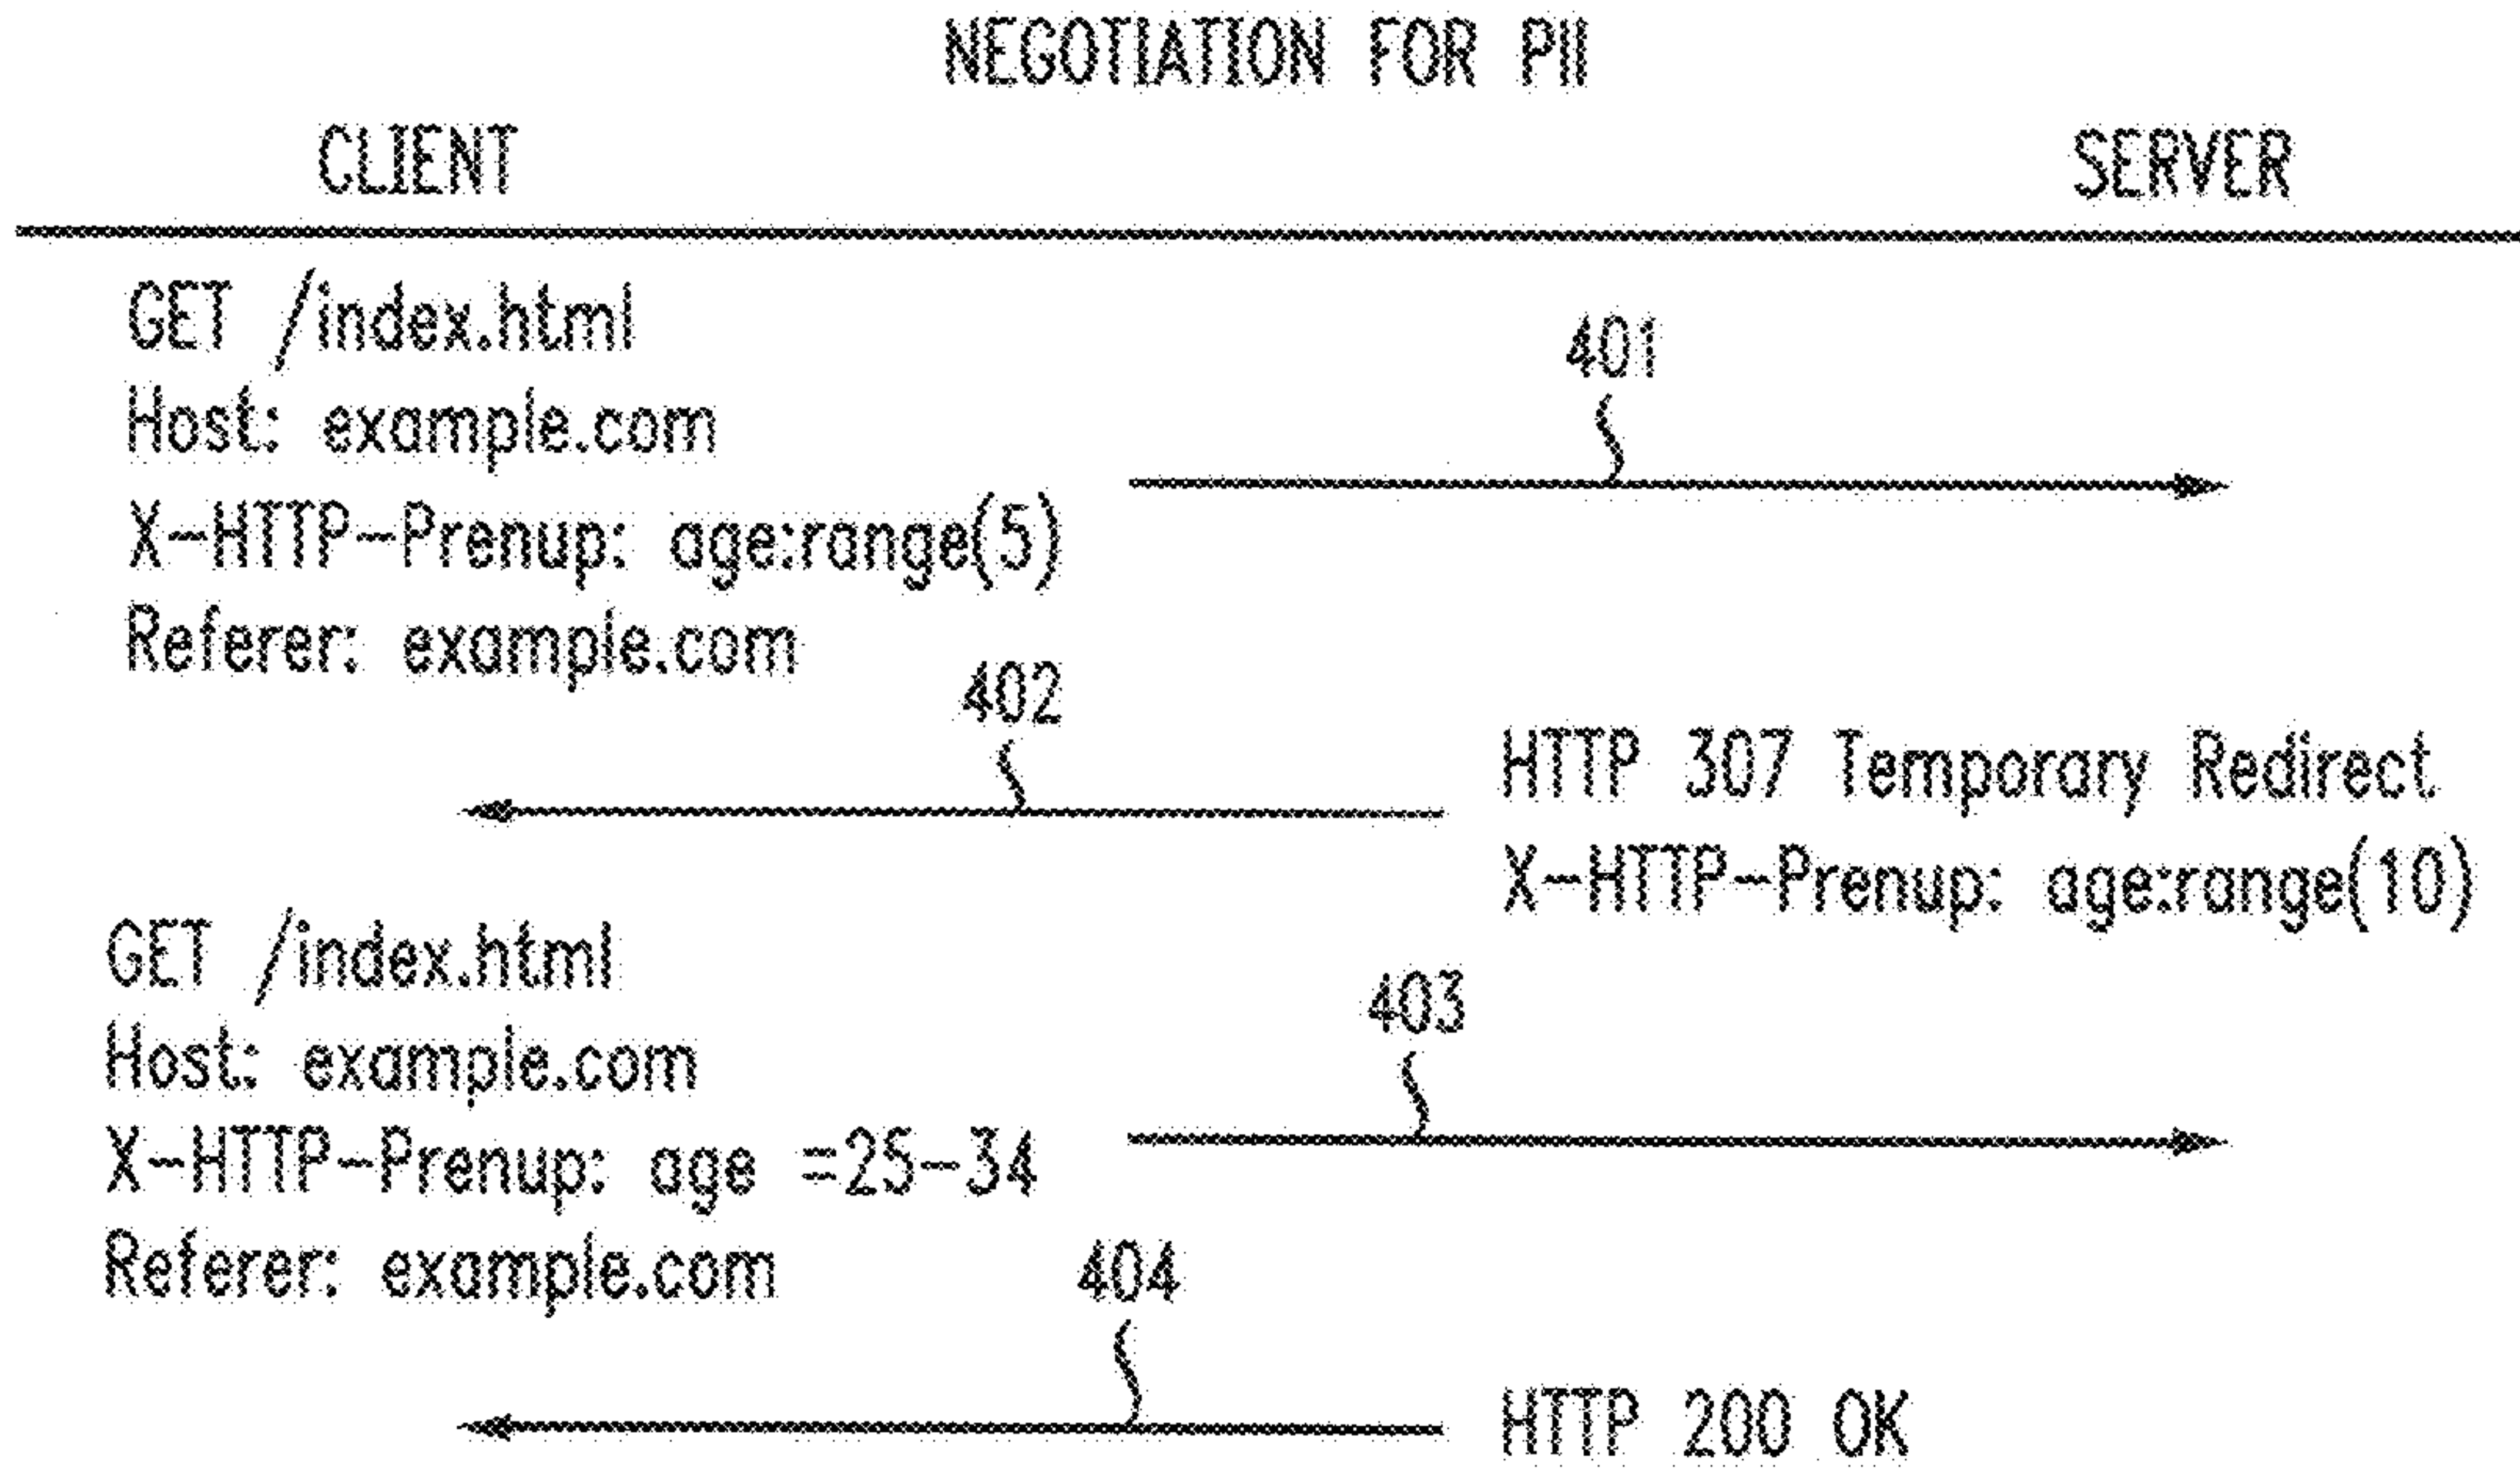 NEGOTIATION FOR PII
CLIENT SERVER
GET /index.html
401
Host: example.com
X-HTTP-Prenup: age:range(5)
Referer: example.com
402
HTTP 307 Temporary Redirect
X-HTTP-Prenup: age:range(10)
GET /index.html
403
Host: example.com
X-HTTP-Prenup: age =25-34
Referer: example.com
404
HTTP 200 OK